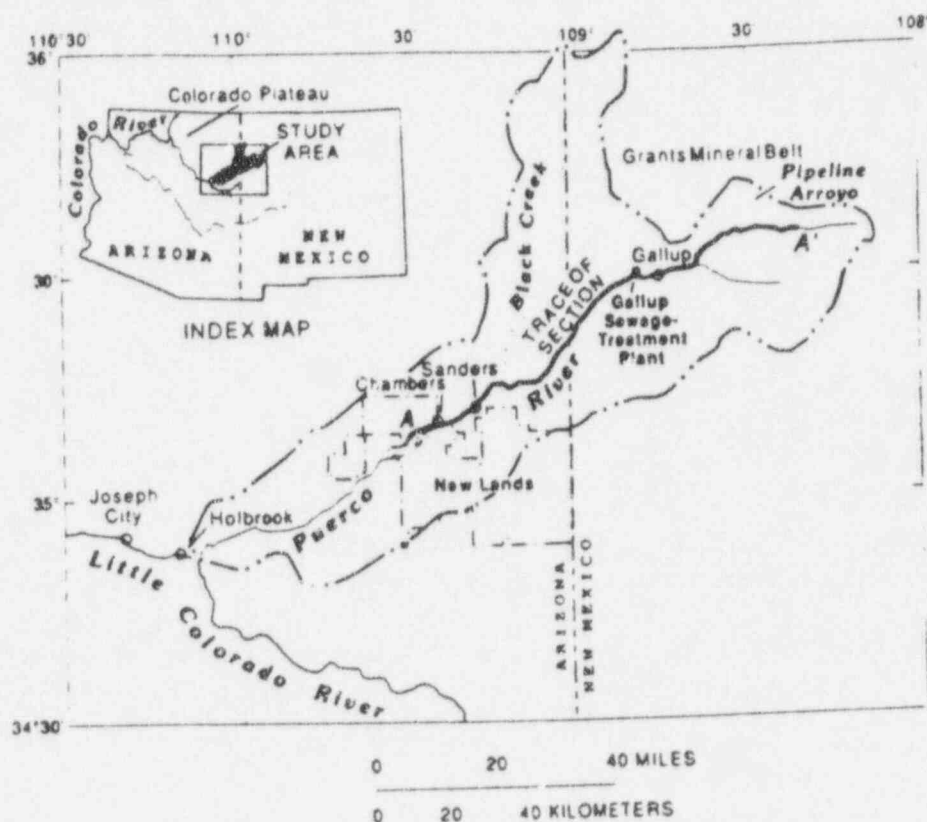 110°30'
110°
30
109°
30
108°
36°
Colorado Plateau
Colorado River
STUDY
AREA
Colorado
ARIZONA
NEW
MEXICO
INDEX MAP
Grants Mineral Belt
Pipeline
Arroyo
Black Creek
A'
Gallup
TRACE OF
SECTION
30
Gallup
Sewage-
Treatment
Plant
River
Sanders
Chambers
A
New Lands
35°
Joseph
City
Holbrook
Puerco
Little Colorado River
ARIZONA
NEW MEXICO
34°30'
0 20 40 MILES
0 20 40 KILOMETERS